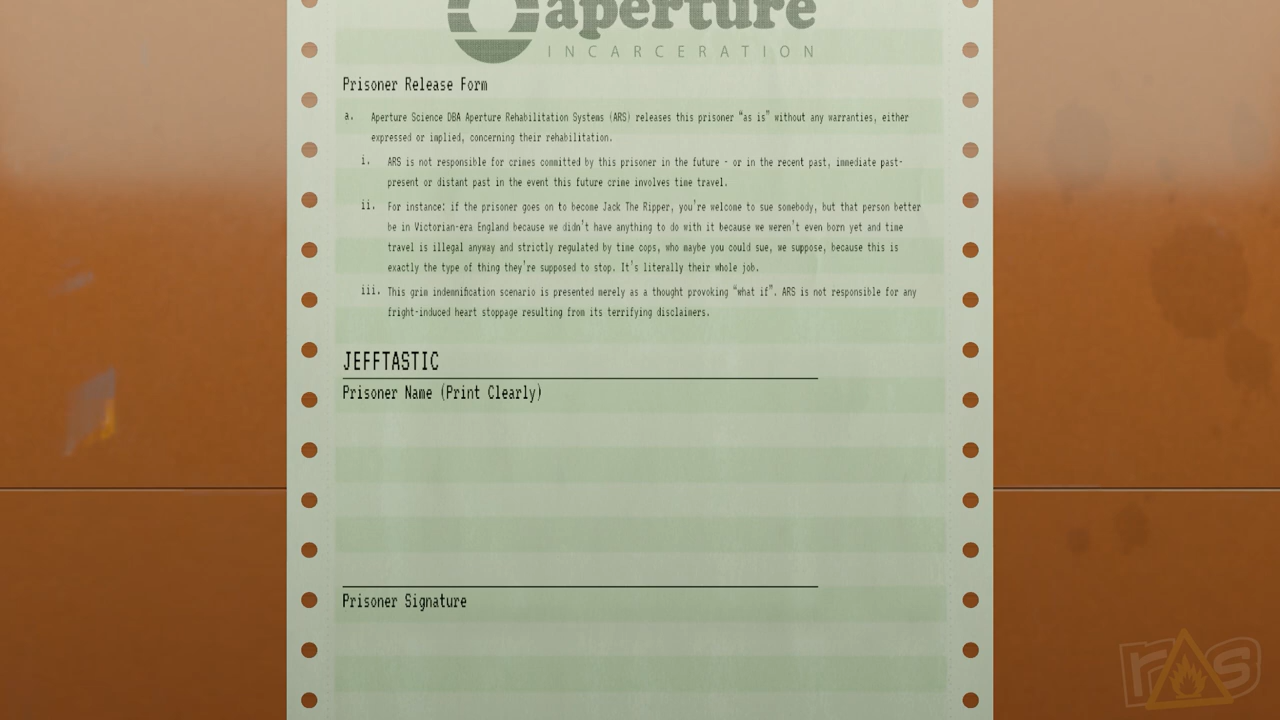 aperture
INCARCERATION
Prisoner Release Form
a. Aperture Science DBA Aperture Rehabilitation Systems (ARS) releases this prisoner “as is” without any warranties, either
expressed or implied, concerning their rehabilitation.
i. ARS is not responsible for crimes committed by this prisoner in the future - or in the recent past, immediate past-
present or distant past in the event this future crime involves time travel.
ii. For instance: if the prisoner goes on to become Jack The Ripper, you're welcome to sue somebody, but that person better
be in Victorian-era England because we didn't have anything to do with it because we weren't even born yet and time
travel is illegal anyway and strictly regulated by time cops, who maybe you could sue, we suppose, because this is
exactly the type of thing they're supposed to stop. It's literally their whole job.
iii. This grim indemnification scenario is presented merely as a thought provoking “what if”. ARS is not responsible for any
fright-induced heart stoppage resulting from its terrifying disclaimers.
JEFFTASTIC
Prisoner Name (Print Clearly)
Prisoner Signature
ras